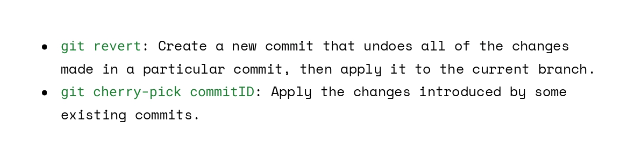 • git revert: Create a new commit that undoes all of the changes
made in a particular commit, then apply it to the current branch.
• git cherry-pick commitID: Apply the changes introduced by some
existing commits.